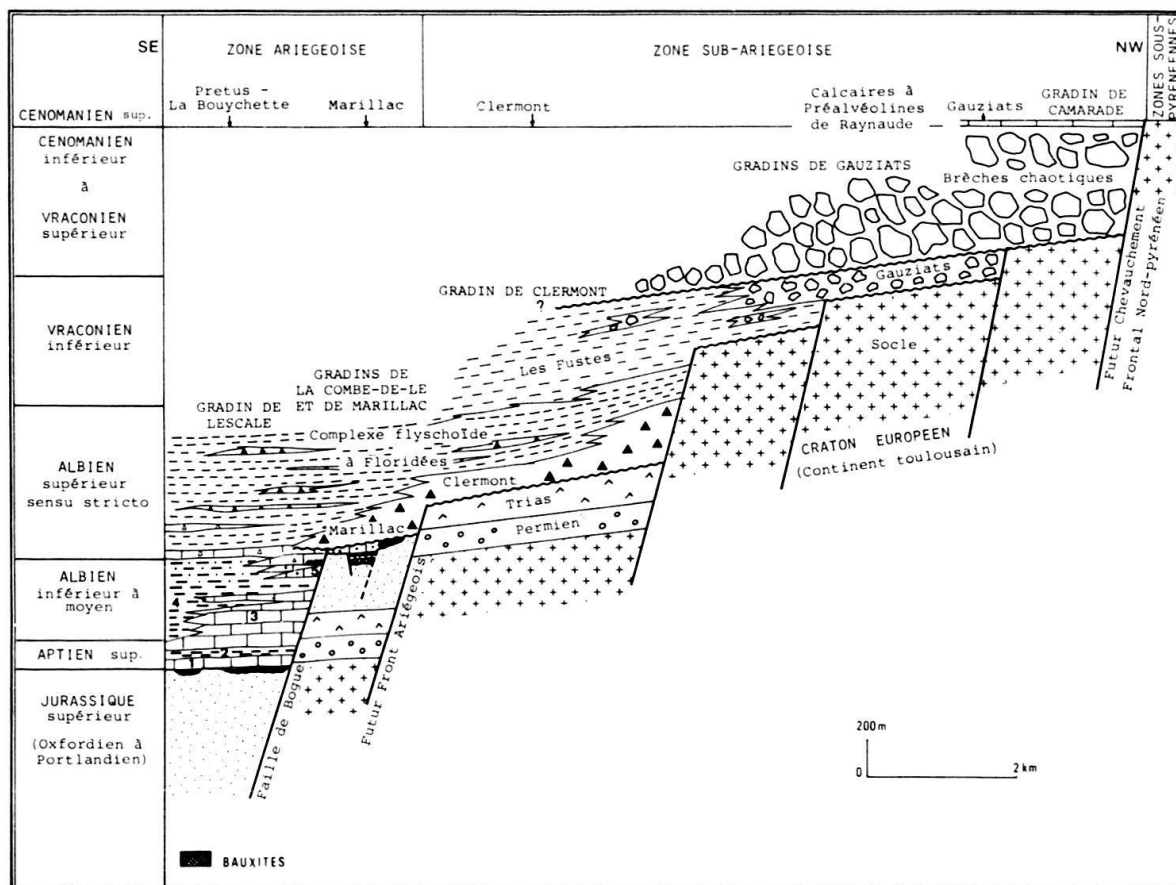 SE
ZONE ARIEGEOISE
ZONE SUB-ARIEGEOISE
NW
ZONES SOUS-
PYRENEENNES
Pretus -
La Bouychette
Marillac
Clermont
Calcaires à
Préalvéolines
de Raynaude
Gauziats
GRADIN DE
CAMARADE
CENOMANIEN sup.
CENOMANIEN
inférieur
à
VRACONIEN
supérieur
GRADINS DE GAUZIATS
Brèches chaotiques
Gauziats
GRADIN DE CLERMONT
?
VRACONIEN
inférieur
Les Fustes
Socle
Futur Chevauchement
Frontal Nord-pyrénéen
GRADINS DE
LA COMBE-DE-LE
ET DE MARILLAC
GRADIN DE
LESCALE
Complexe flyschoïde
à Floridées
CRATON EUROPEEN
(Continent toulousain)
ALBIEN
supérieur
sensu stricto
Clermont
Trias
Permien
Marillac
ALBIEN
inférieur à
moyen
5
4
3
APTIEN sup.
2
1
JURASSIQUE
supérieur
(Oxfordien à
Portlandien)
Faille de Bogue
Futur Front Ariégeois
200m
0
2 km
BAUXITES